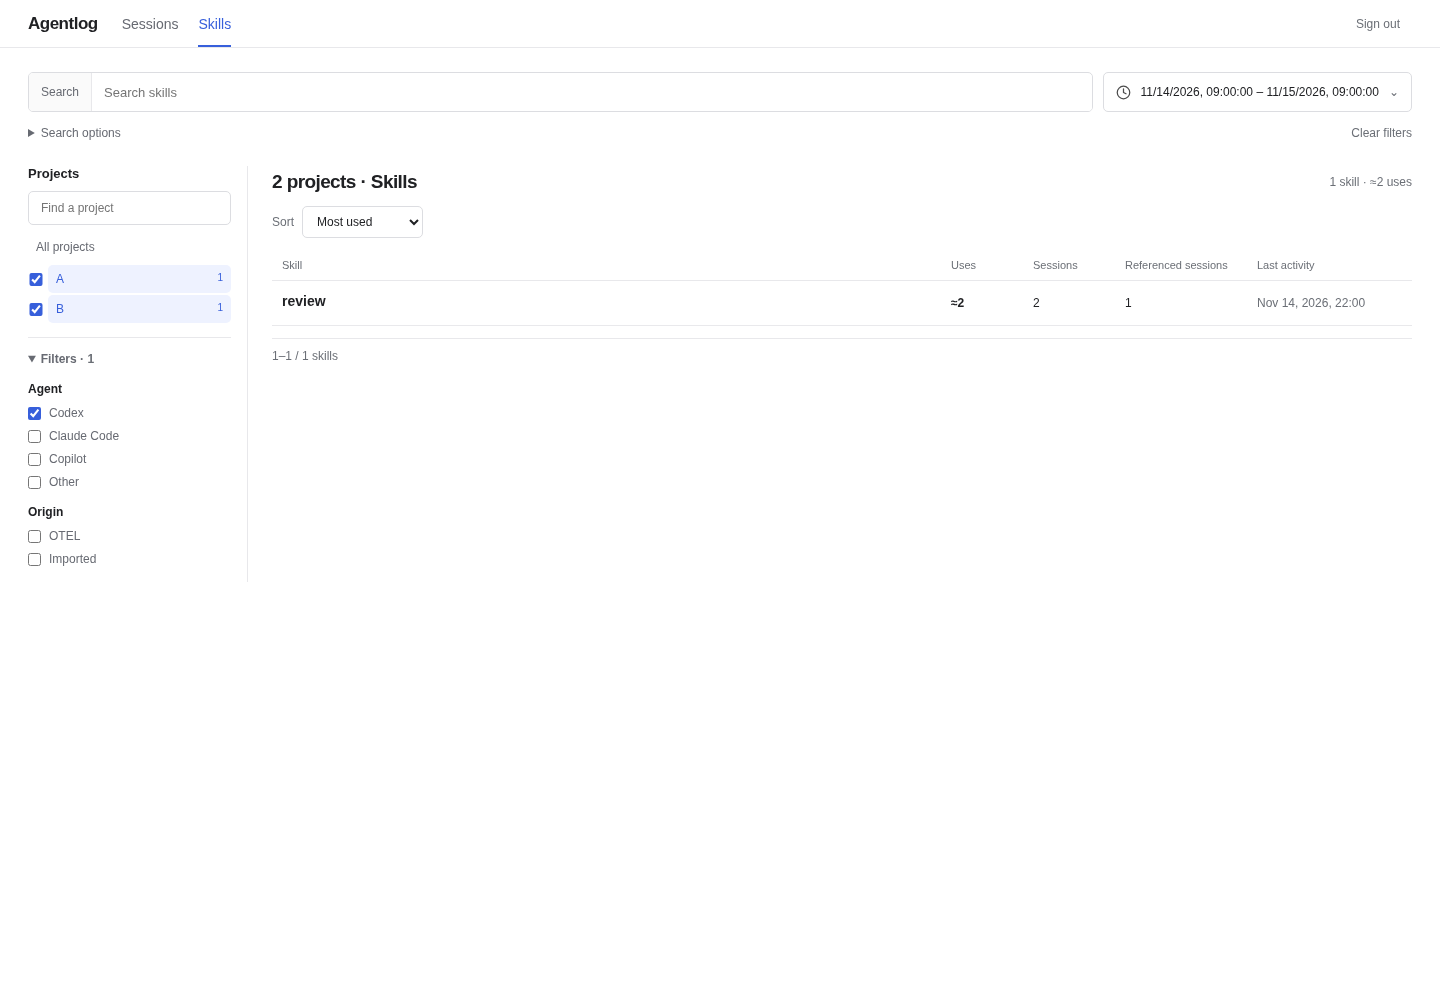 Agentlog Sessions Skills Sign out
Search Search skills 11/14/2026, 09:00:00 – 11/15/2026, 09:00:00
Search options Clear filters
Projects
Find a project
All projects
A 1
B 1
Filters · 1
Agent
Codex
Claude Code
Copilot
Other
Origin
OTEL
Imported
2 projects · Skills 1 skill · ≈2 uses
Sort Most used
Skill Uses Sessions Referenced sessions Last activity
review ≈2 2 1 Nov 14, 2026, 22:00
1–1 / 1 skills